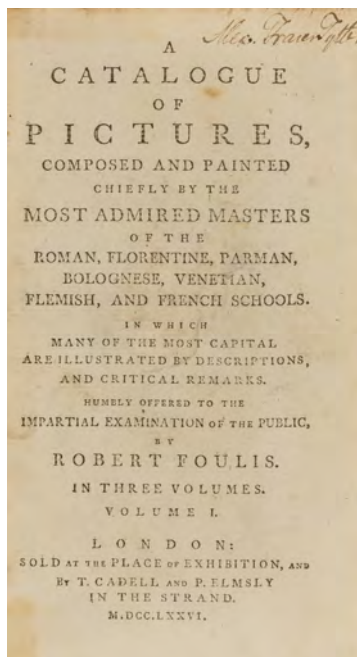 Alex. Fraser Tytler
A
CATALOGUE
OF
PICTURES,
COMPOSED AND PAINTED
CHIEFLY BY THE
MOST ADMIRED MASTERS
OF THE
ROMAN, FLORENTINE, PARMAN,
BOLOGNESE, VENETIAN,
FLEMISH, AND FRENCH SCHOOLS.
IN WHICH
MANY OF THE MOST CAPITAL
ARE ILLUSTRATED BY DESCRIPTIONS,
AND CRITICAL REMARKS.
HUMBLY OFFERED TO THE
IMPARTIAL EXAMINATION OF THE PUBLIC,
BY
ROBERT FOULIS.
IN THREE VOLUMES.
VOLUME I.
LONDON:
SOLD AT THE PLACE OF EXHIBITION, AND
BY T. CADELL AND P. ELMSLY
IN THE STRAND.
M.DCC.LXXVI.